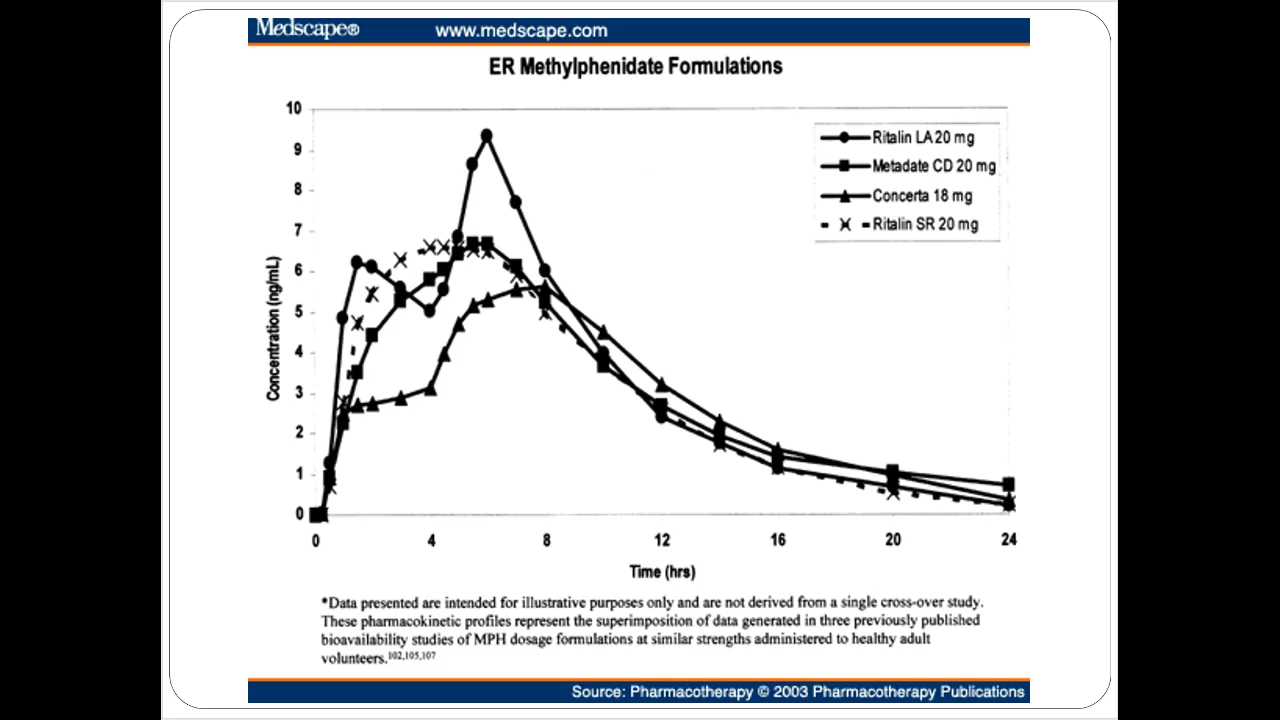 Medscape® www.medscape.com
ER Methylphenidate Formulations
10
9
8
7
6
5
4
3
2
1
0
Concentration (ng/mL)
Ritalin LA 20 mg
Metadate CD 20 mg
Concerta 18 mg
Ritalin SR 20 mg
0 4 8 12 16 20 24
Time (hrs)
*Data presented are intended for illustrative purposes only and are not derived from a single cross-over study.
These pharmacokinetic profiles represent the superimposition of data generated in three previously published
bioavailability studies of MPH dosage formulations at similar strengths administered to healthy adult
volunteers.102,105,107
Source: Pharmacotherapy © 2003 Pharmacotherapy Publications